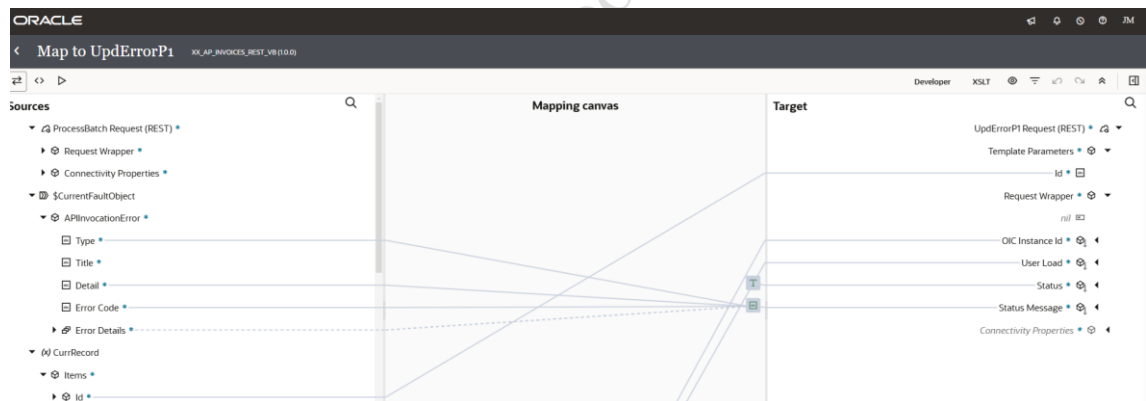 ORACLE
JM
Map to UpdErrorP1 XX_AP_INVOICES_REST_VB (1.0.0)
Developer XSLT
Sources
Mapping canvas
Target
ProcessBatch Request (REST)
UpdErrorP1 Request (REST)
Request Wrapper
Template Parameters
Connectivity Properties
Id
$CurrentFaultObject
Request Wrapper
APIInvocationError
nil
Type
OIC Instance Id
Title
User Load
Detail
T
Status
Error Code
Status Message
Error Details
Connectivity Properties
(x) CurrRecord
Items
Id